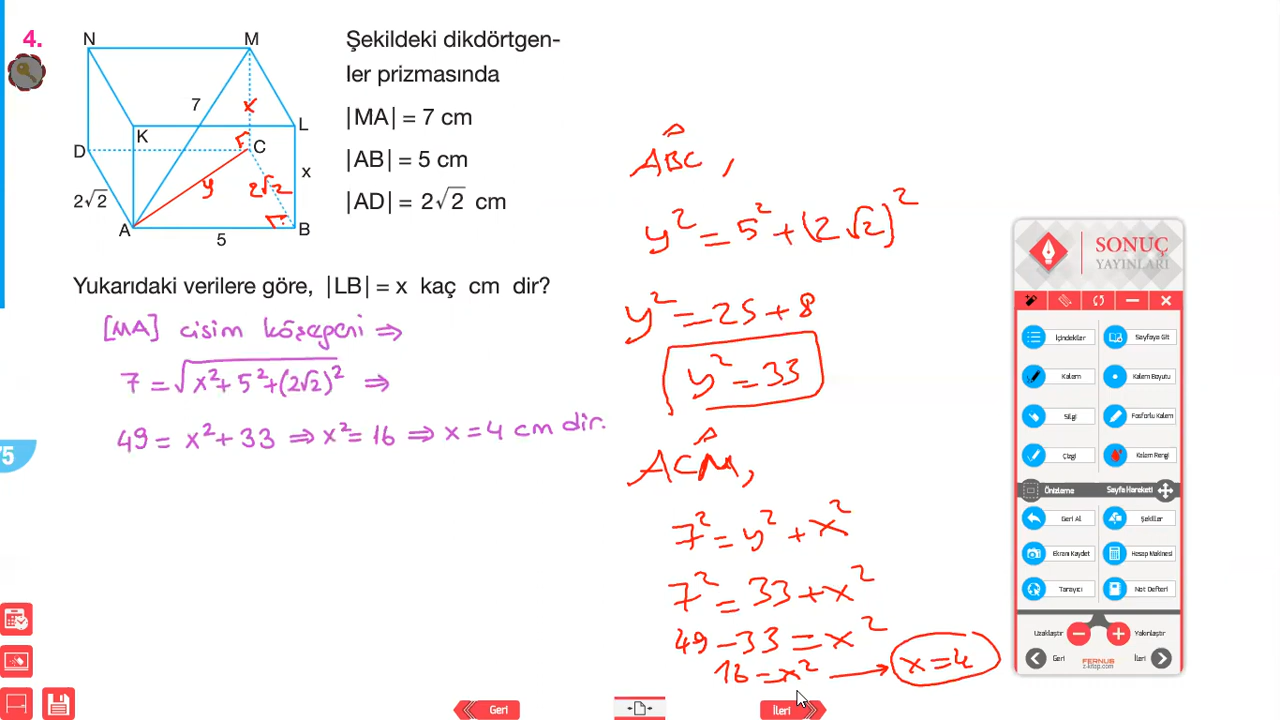 4.
N
M
Şekildeki dikdörtgen-
ler prizmasında
7
x
K
L
|MA| = 7 cm
D
C
x
|AB| = 5 cm
y
2√2
2√2
|AD| = 2√2 cm
A
B
5
Yukarıdaki verilere göre, |LB| = x kaç cm dir?
[MA] cisim köşegeni ⇒
7 = √x²+5²+(2√2)² ⇒
49 = x²+33 ⇒ x²=16 ⇒ x=4 cm dir.
75
ABC,
y² = 5² + (2√2)²
y² = 25 + 8
y² = 33
ACM,
7² = y² + x²
7² = 33 + x²
49 - 33 = x²
16 = x² → x = 4
SONUÇ
YAYINLARI
İçindekiler
Sayfaya Git
Kalem
Kalem Boyutu
Silgi
Fosforlu Kalem
Çizgi
Kalem Rengi
Önizleme
Sayfa Hareketi
Geri Al
Şekiller
Ekran Kaydet
Hesap Makinesi
Tarayıcı
Not Defteri
Uzaklaştır
Yakınlaştır
Geri
FERNUS
z-kitap.com
İleri
Geri
İleri